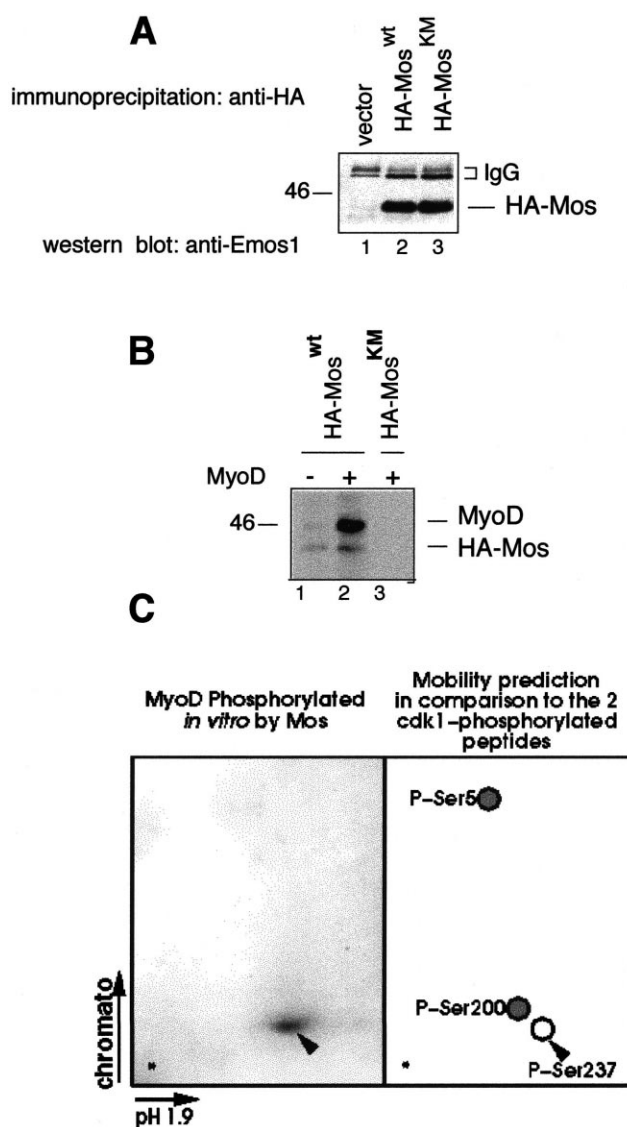 A
immunoprecipitation: anti-HA
vector
HA-Mos wt
HA-Mos KM
46
IgG
HA-Mos
western blot: anti-Emos1
1 2 3
B
HA-Mos wt
HA-Mos KM
MyoD - + +
46
MyoD
HA-Mos
1 2 3
C
MyoD Phosphorylated
in vitro by Mos
Mobility prediction
in comparison to the 2
cdk1-phosphorylated
peptides
P-Ser5
P-Ser200
P-Ser237
chromato
*
*
pH 1.9